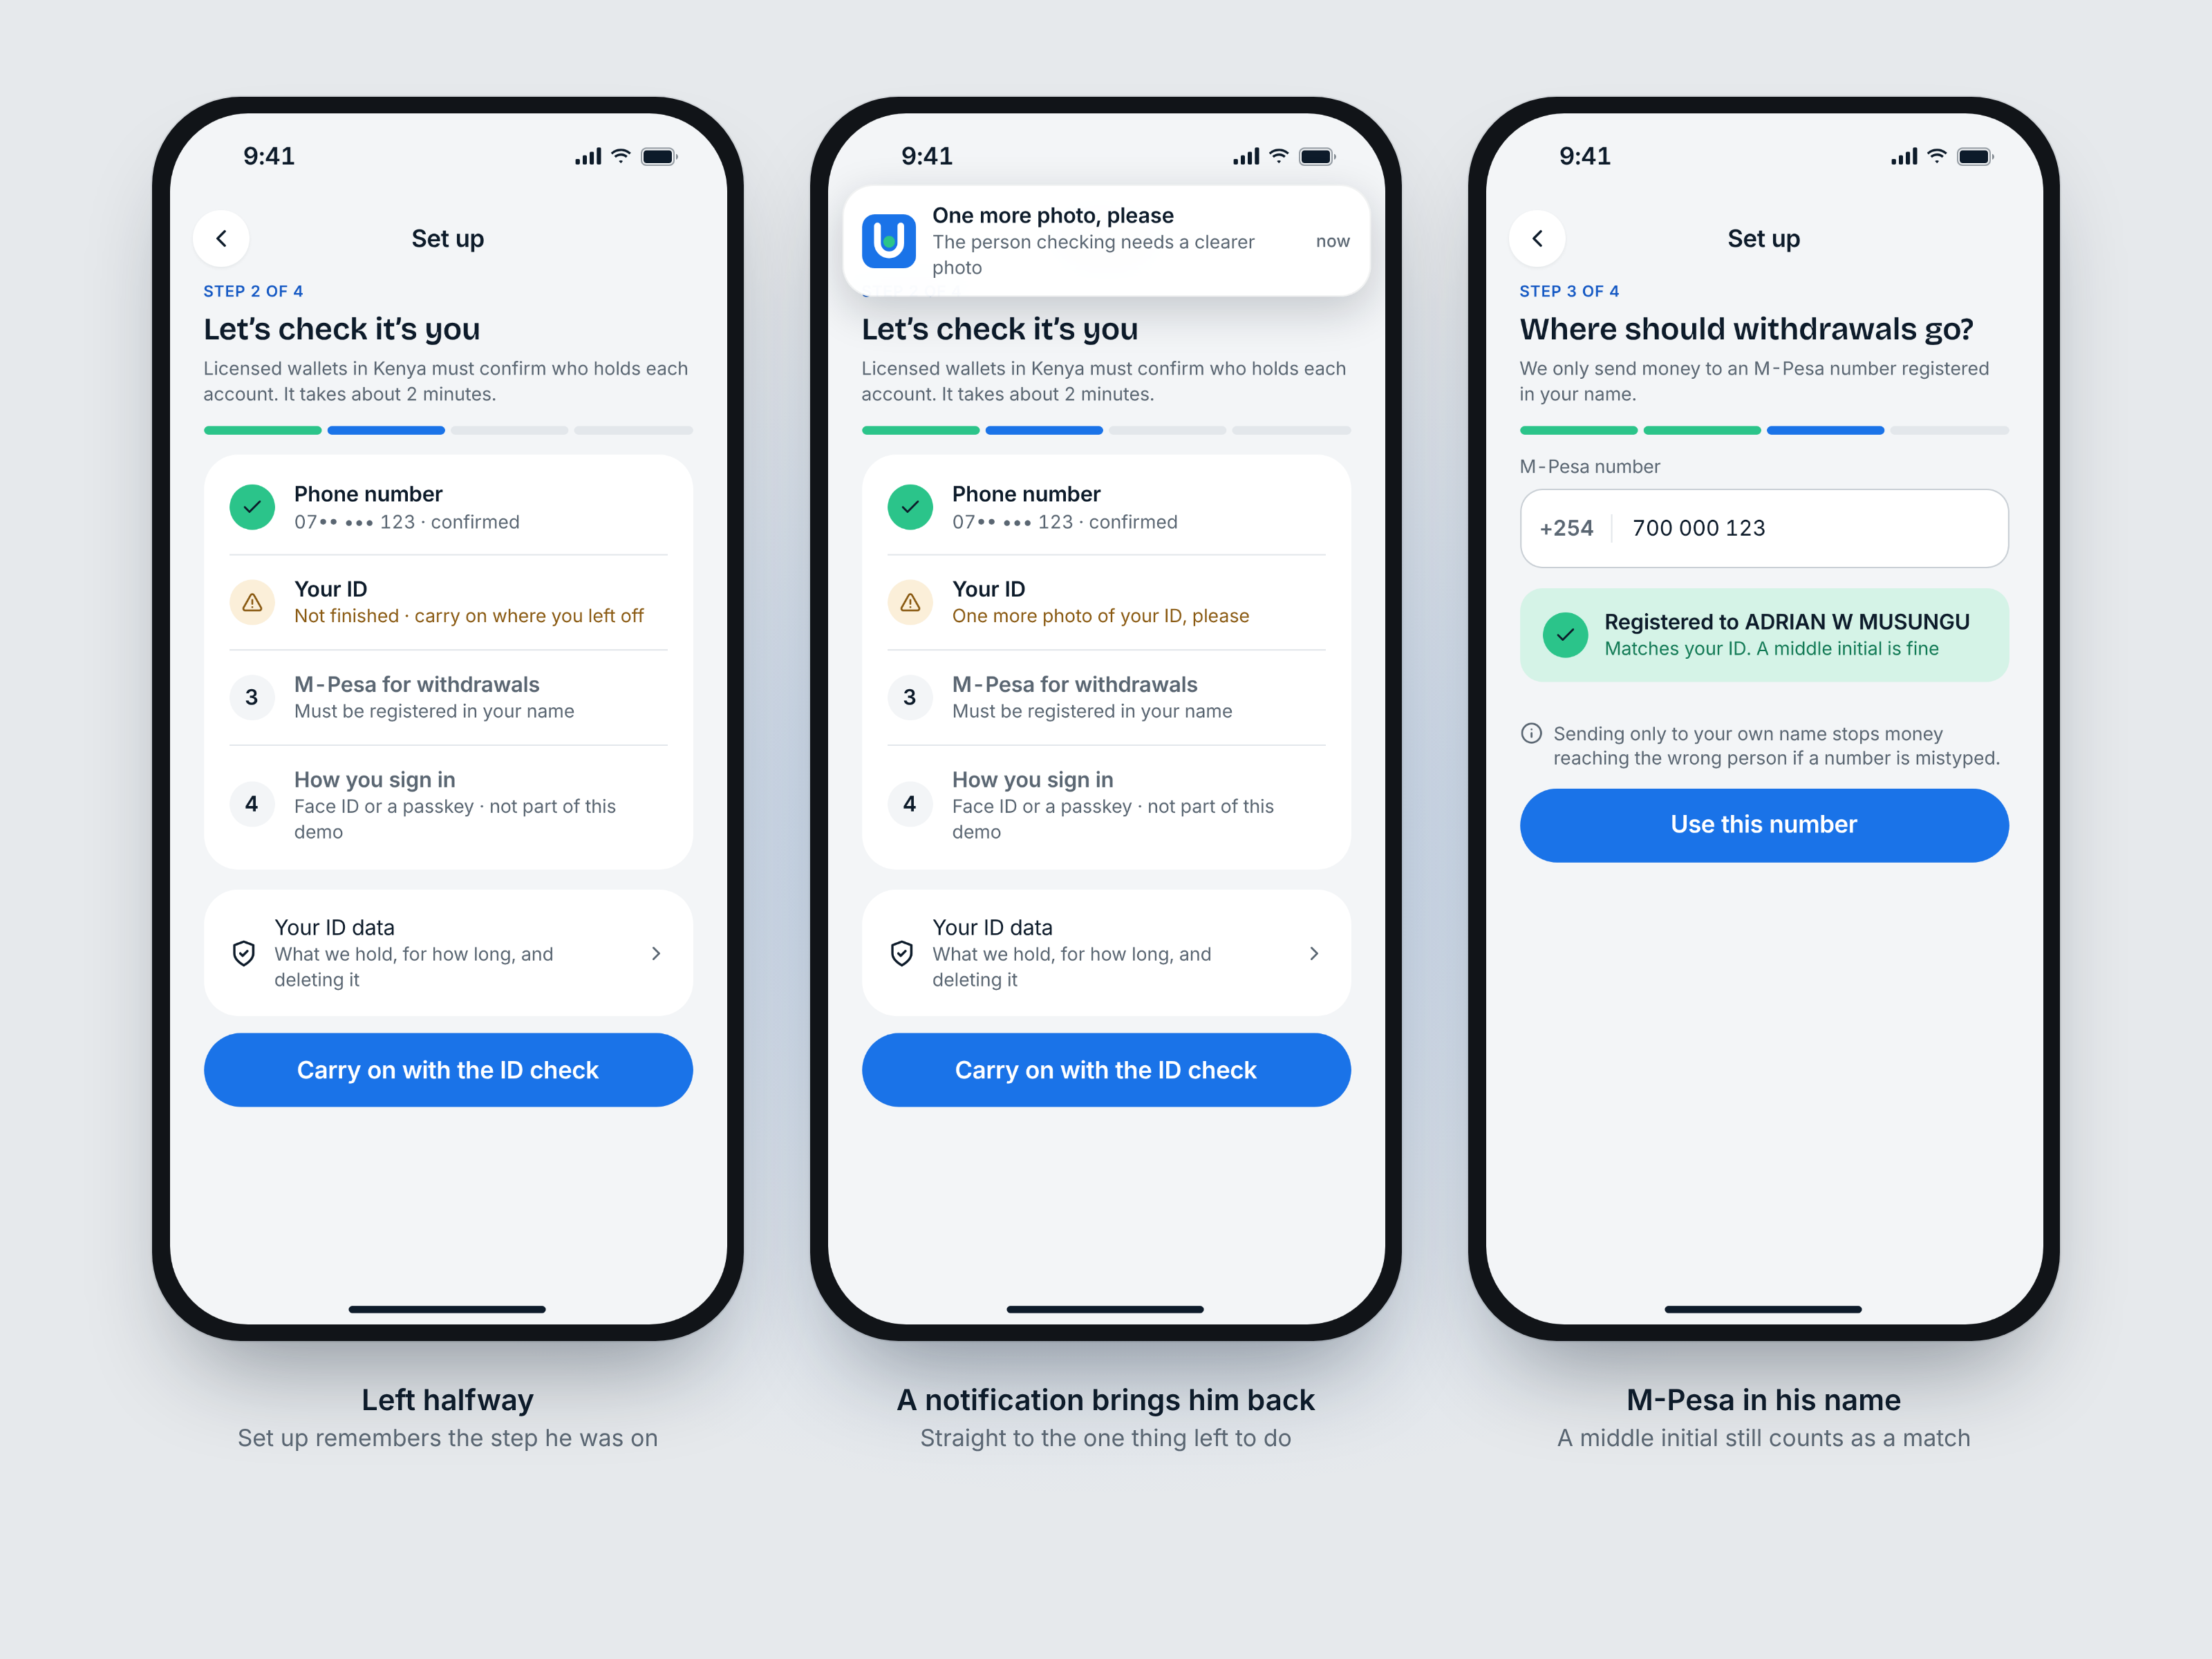 9:41
Set up
STEP 2 OF 4
Let’s check it’s you
Licensed wallets in Kenya must confirm who holds each
account. It takes about 2 minutes.
Phone number
07•• ••• 123 · confirmed
Your ID
Not finished · carry on where you left off
3
M-Pesa for withdrawals
Must be registered in your name
4
How you sign in
Face ID or a passkey · not part of this
demo
Your ID data
What we hold, for how long, and
deleting it
Carry on with the ID check
Left halfway
Set up remembers the step he was on
9:41
One more photo, please
The person checking needs a clearer
photo
now
Let’s check it’s you
Licensed wallets in Kenya must confirm who holds each
account. It takes about 2 minutes.
Phone number
07•• ••• 123 · confirmed
Your ID
One more photo of your ID, please
3
M-Pesa for withdrawals
Must be registered in your name
4
How you sign in
Face ID or a passkey · not part of this
demo
Your ID data
What we hold, for how long, and
deleting it
Carry on with the ID check
A notification brings him back
Straight to the one thing left to do
9:41
Set up
STEP 3 OF 4
Where should withdrawals go?
We only send money to an M-Pesa number registered
in your name.
M-Pesa number
+254 700 000 123
Registered to ADRIAN W MUSUNGU
Matches your ID. A middle initial is fine
Sending only to your own name stops money
reaching the wrong person if a number is mistyped.
Use this number
M-Pesa in his name
A middle initial still counts as a match